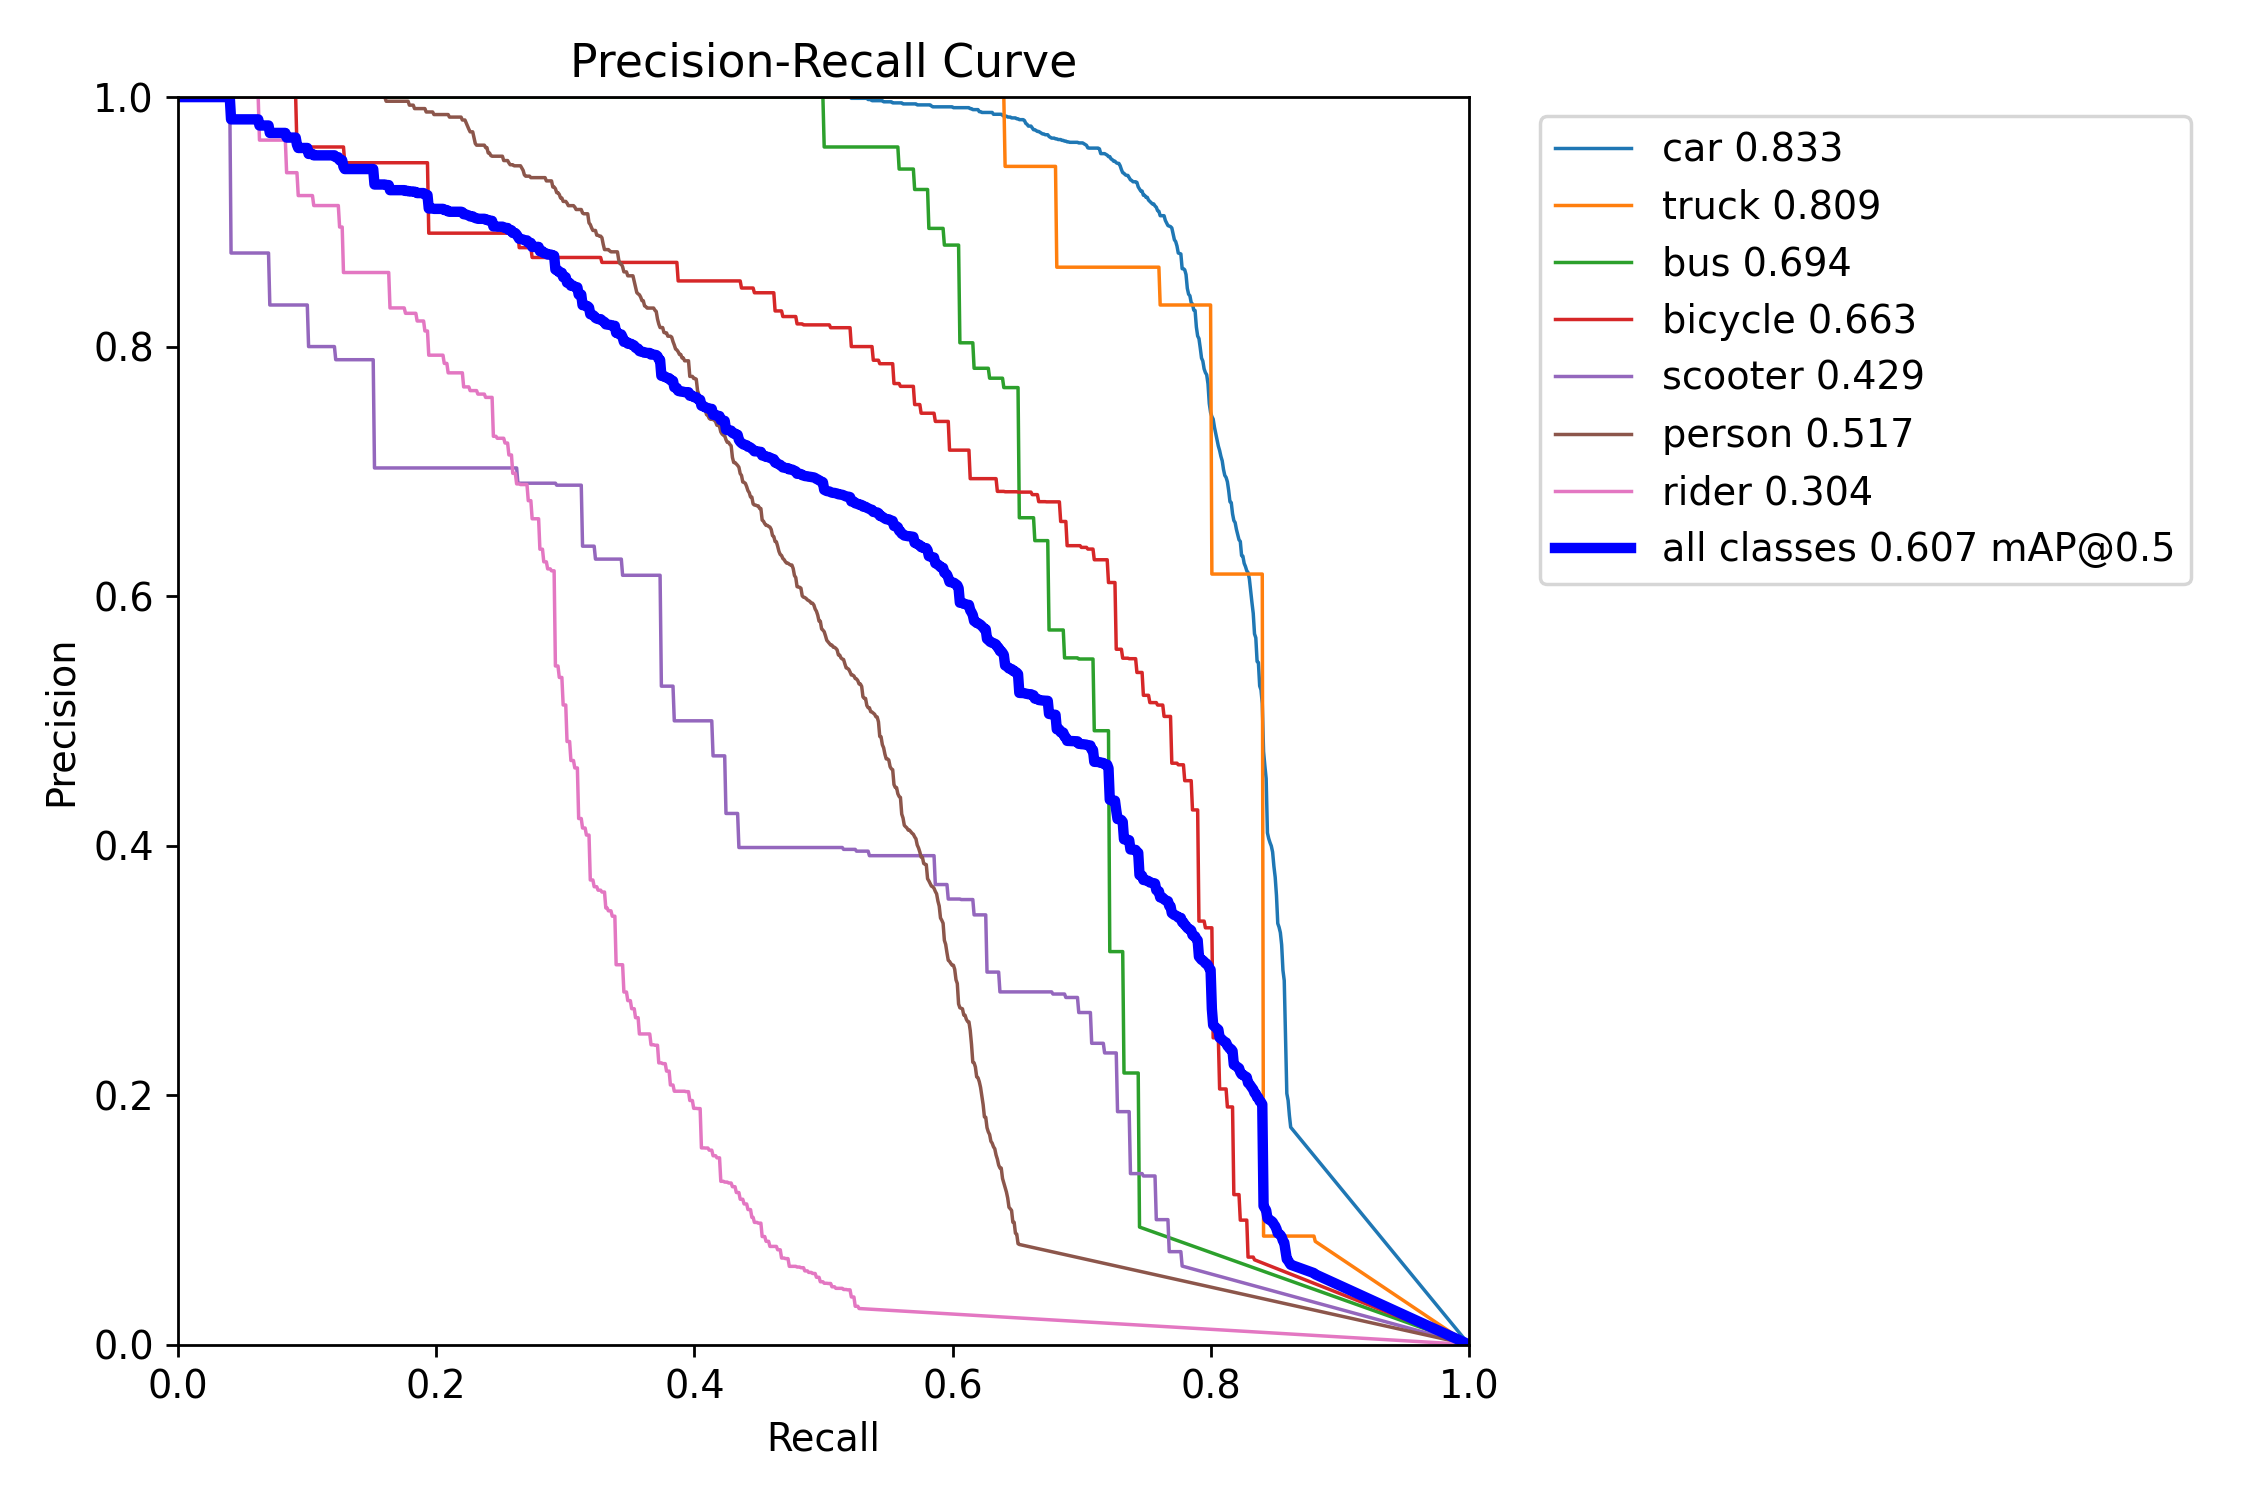 Precision-Recall Curve
1.0
0.8
0.6
0.4
0.2
0.0
Precision
0.0 0.2 0.4 0.6 0.8 1.0
Recall
car 0.833
truck 0.809
bus 0.694
bicycle 0.663
scooter 0.429
person 0.517
rider 0.304
all classes 0.607 mAP@0.5